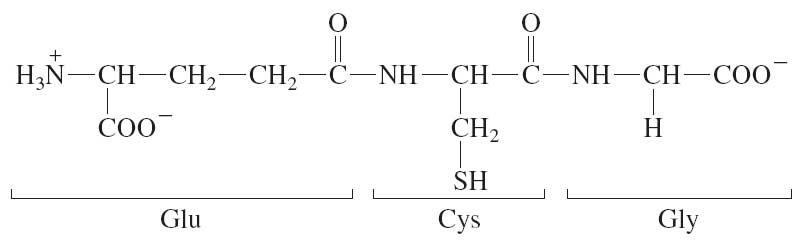 O O
H₃N⁺—CH—CH₂—CH₂—C—NH—CH—C—NH—CH—COO⁻
COO⁻ CH₂ H
SH
Glu Cys Gly